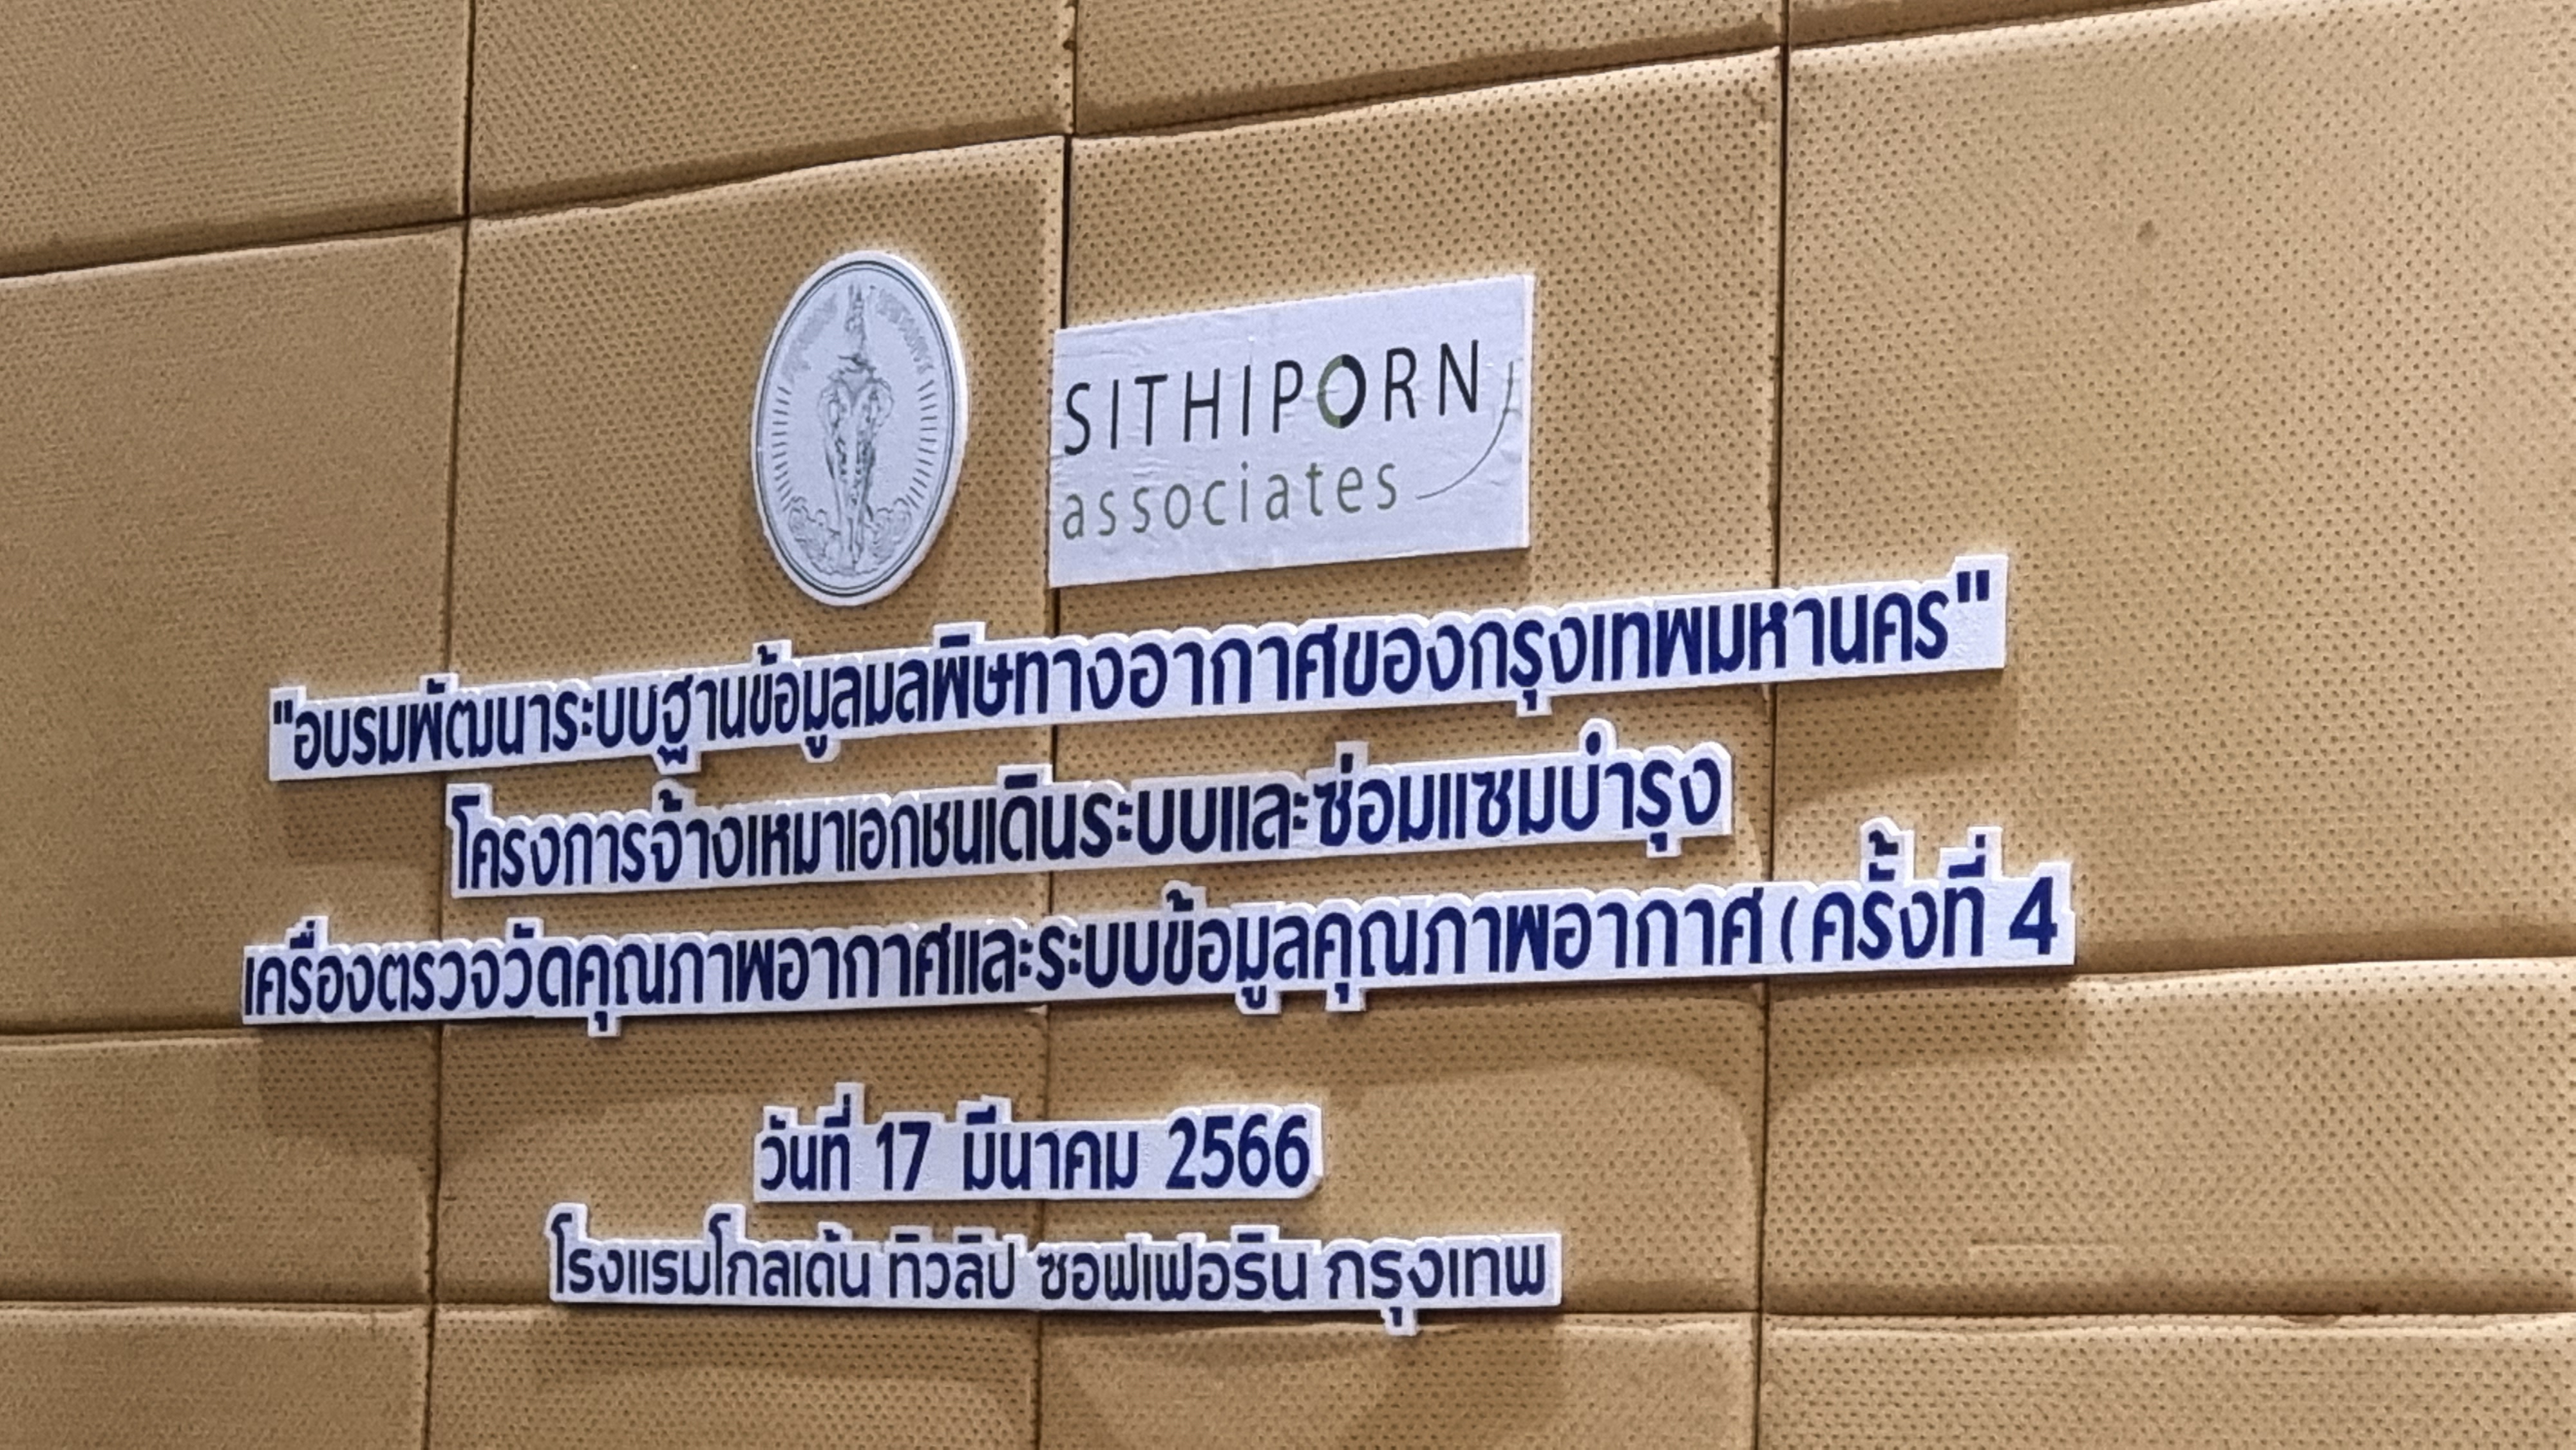 SITHIPORN
associates
"อบรมพัฒนาระบบฐานข้อมูลมลพิษทางอากาศของกรุงเทพมหานคร"
โครงการจ้างเหมาเอกชนเดินระบบและซ่อมแซมบำรุง
เครื่องตรวจวัดคุณภาพอากาศและระบบข้อมูลคุณภาพอากาศ (ครั้งที่ 4
วันที่ 17 มีนาคม 2566
โรงแรมโกลเด้น ทิวลิป ซอฟเฟอริน กรุงเทพ